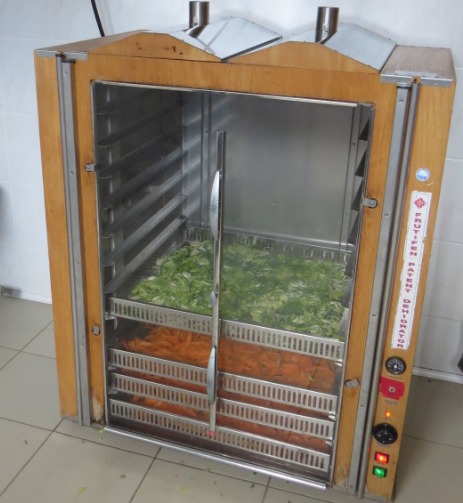 FRUTIFEN PATENT DEHIDRATOR